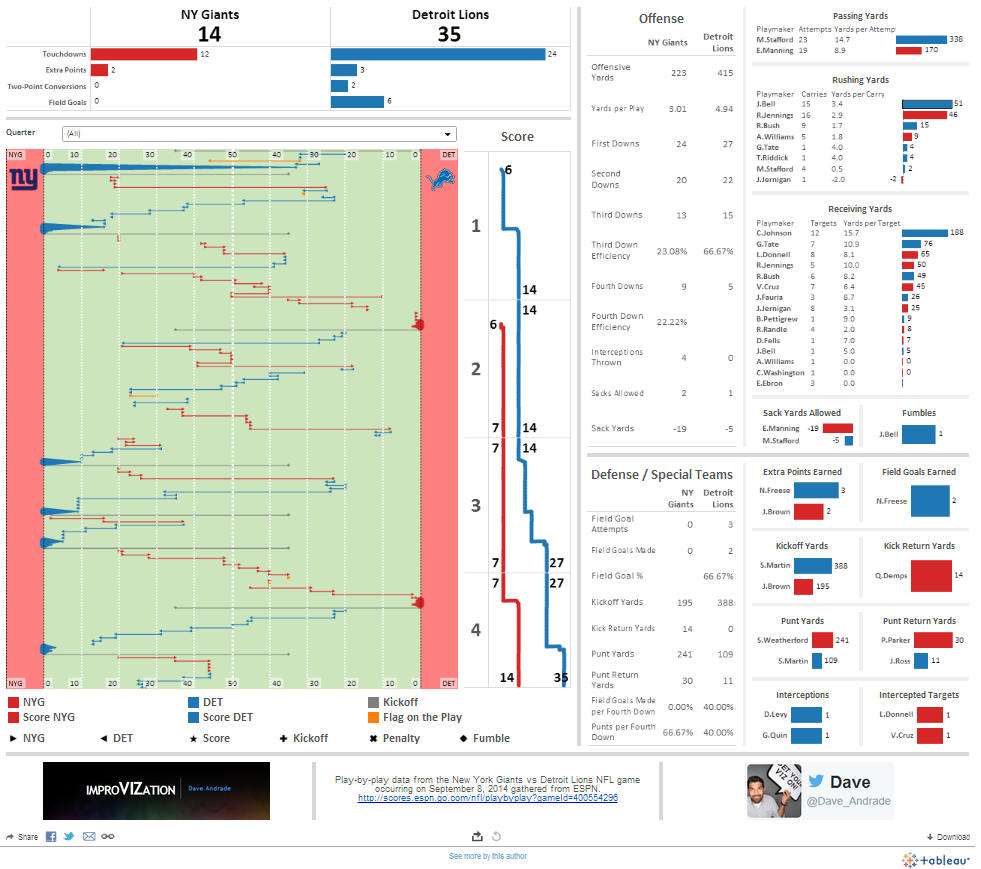 NY Giants
14
Detroit Lions
35
Touchdowns 12 24
Extra Points 2 3
Two-Point Conversions 0 2
Field Goals 0 6
Quarter (All)
NYG 0 10 20 30 40 50 40 30 20 10 0 DET
ny
NYG 0 10 20 30 40 50 40 30 20 10 0 DET
Score
6
1
14
14
6
2
7 14
7 14
3
7 27
7 27
4
14 35
NYG DET Kickoff
Score NYG Score DET Flag on the Play
NYG DET Score Kickoff Penalty Fumble
Offense
NY Giants Detroit Lions
Offensive Yards 223 415
Yards per Play 3.01 4.94
First Downs 24 27
Second Downs 20 22
Third Downs 13 15
Third Down Efficiency 23.08% 66.67%
Fourth Downs 9 5
Fourth Down Efficiency 22.22%
Interceptions Thrown 4 0
Sacks Allowed 2 1
Sack Yards -19 -5
Defense / Special Teams
NY Giants Detroit Lions
Field Goal Attempts 0 3
Field Goals Made 0 2
Field Goal % 66.67%
Kickoff Yards 195 388
Kick Return Yards 14 0
Punt Yards 241 109
Punt Return Yards 30 11
Field Goals Made per Fourth Down 0.00% 40.00%
Punts per Fourth Down 66.67% 40.00%
Passing Yards
Playmaker Attempts Yards per Attemp
M.Stafford 23 14.7 338
E.Manning 19 8.9 170
Rushing Yards
Playmaker Carries Yards per Carry
J.Bell 15 3.4 51
R.Jennings 16 2.9 46
R.Bush 9 1.7 15
A.Williams 5 1.8 9
G.Tate 1 4.0 4
T.Riddick 1 4.0 4
M.Stafford 4 0.5 2
J.Jernigan 1 -2.0 -2
Receiving Yards
Playmaker Targets Yards per Target
C.Johnson 12 15.7 188
G.Tate 7 10.9 76
L.Donnell 8 8.1 65
R.Jennings 5 10.0 50
R.Bush 6 8.2 49
V.Cruz 7 6.4 45
J.Fauria 3 8.7 26
J.Jernigan 8 3.1 25
B.Pettigrew 1 9.0 9
R.Randle 4 2.0 8
D.Fells 1 7.0 7
J.Bell 1 5.0 5
A.Williams 1 0.0 0
C.Washington 1 0.0 0
E.Ebron 3 0.0
Sack Yards Allowed
E.Manning -19
M.Stafford -5
Fumbles
J.Bell 1
Extra Points Earned
N.Freese 3
J.Brown 2
Field Goals Earned
N.Freese 2
Kickoff Yards
S.Martin 388
J.Brown 195
Kick Return Yards
Q.Demps 14
Punt Yards
S.Weatherford 241
S.Martin 109
Punt Return Yards
P.Parker 30
J.Ross 11
Interceptions
D.Levy 1
G.Quin 1
Intercepted Targets
L.Donnell 1
V.Cruz 1
IMPROVIZATION Dave Andrade
Play-by-play data from the New York Giants vs Detroit Lions NFL game
occurring on September 8, 2014 gathered from ESPN.
http://scores.espn.go.com/nfl/playbyplay?gameId=400554296
GET YOUR
VIZ ON!
Dave
@Dave_Andrade
Share
Download
See more by this author
+ableau